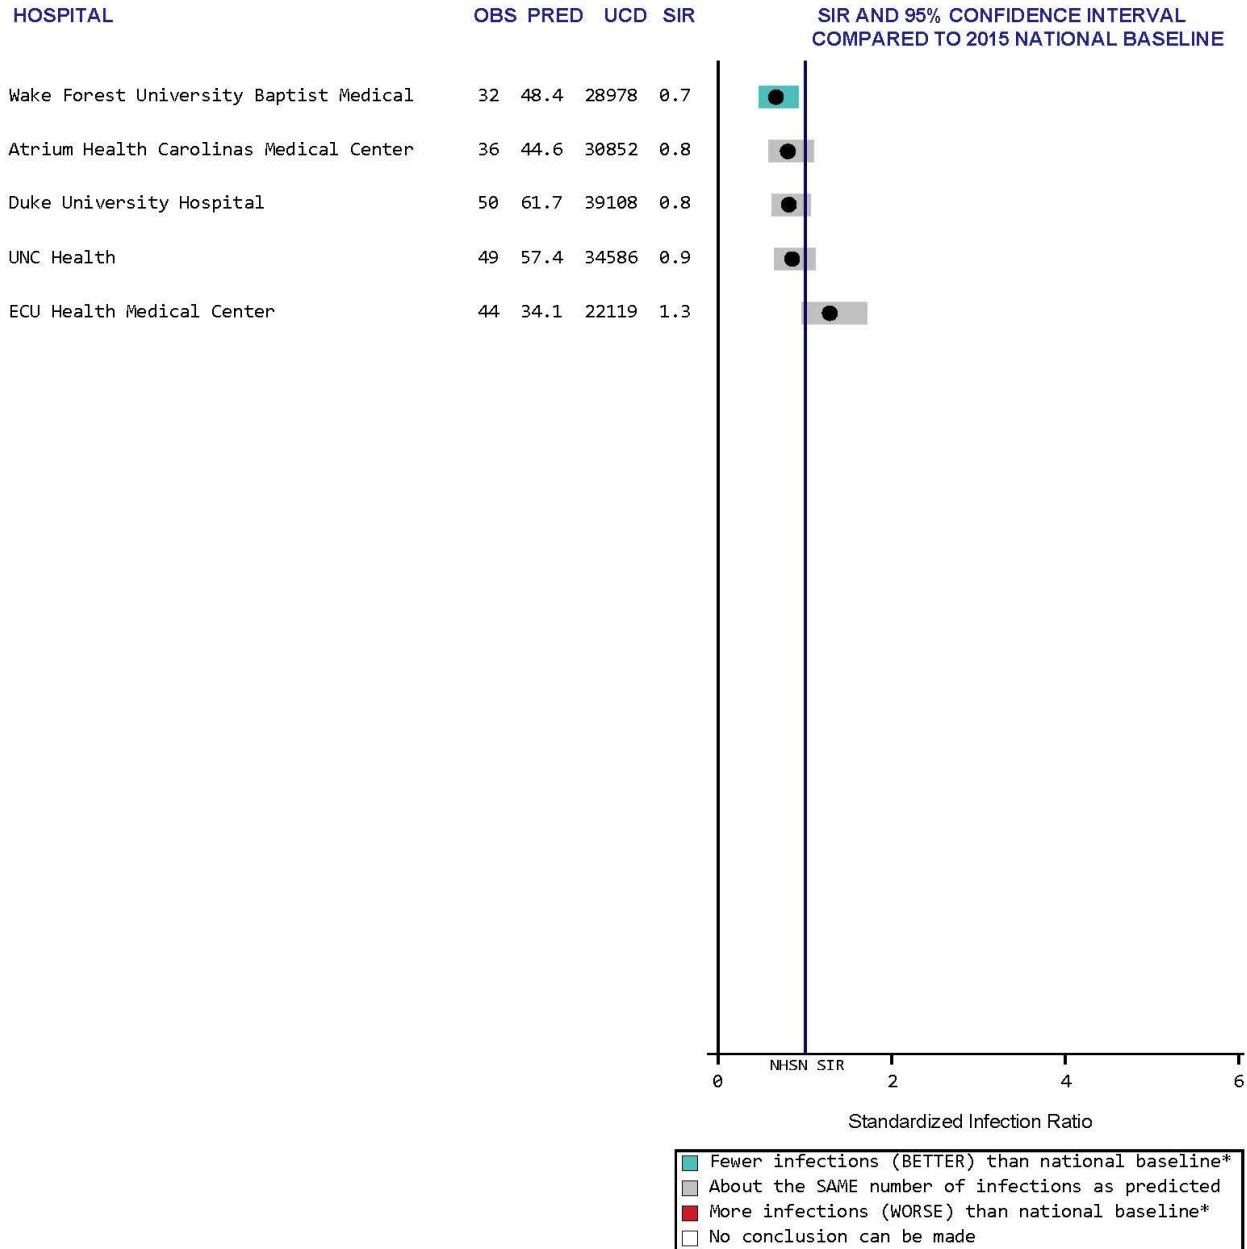 HOSPITAL OBS PRED UCD SIR SIR AND 95% CONFIDENCE INTERVAL
COMPARED TO 2015 NATIONAL BASELINE
Wake Forest University Baptist Medical 32 48.4 28978 0.7
Atrium Health Carolinas Medical Center 36 44.6 30852 0.8
Duke University Hospital 50 61.7 39108 0.8
UNC Health 49 57.4 34586 0.9
ECU Health Medical Center 44 34.1 22119 1.3
NHSN SIR
0 2 4 6
Standardized Infection Ratio
Fewer infections (BETTER) than national baseline*
About the SAME number of infections as predicted
More infections (WORSE) than national baseline*
No conclusion can be made